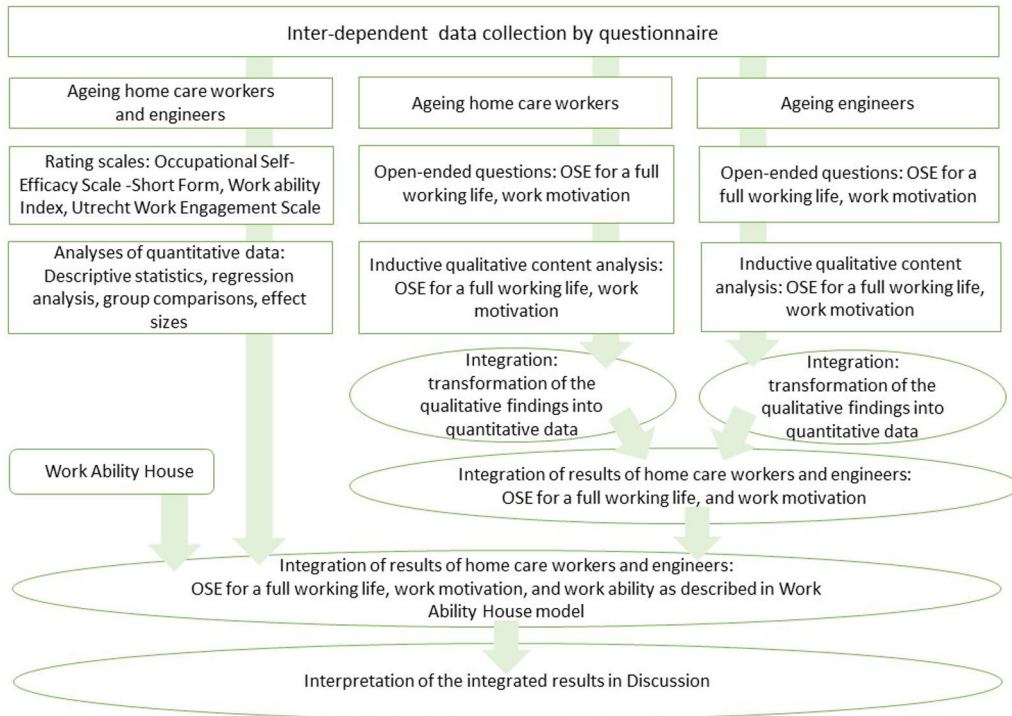 Inter-dependent data collection by questionnaire
Ageing home care workers
and engineers
Ageing home care workers
Ageing engineers
Rating scales: Occupational Self-
Efficacy Scale -Short Form, Work ability
Index, Utrecht Work Engagement Scale
Open-ended questions: OSE for a full
working life, work motivation
Open-ended questions: OSE for a
full working life, work motivation
Analyses of quantitative data:
Descriptive statistics, regression
analysis, group comparisons, effect
sizes
Inductive qualitative content analysis:
OSE for a full working life, work
motivation
Inductive qualitative content
analysis: OSE for a full working life,
work motivation
Integration:
transformation of the
qualitative findings into
quantitative data
Integration:
transformation of the
qualitative findings into
quantitative data
Work Ability House
Integration of results of home care workers and engineers:
OSE for a full working life, and work motivation
Integration of results of home care workers and engineers:
OSE for a full working life, work motivation, and work ability as described in Work
Ability House model
Interpretation of the integrated results in Discussion